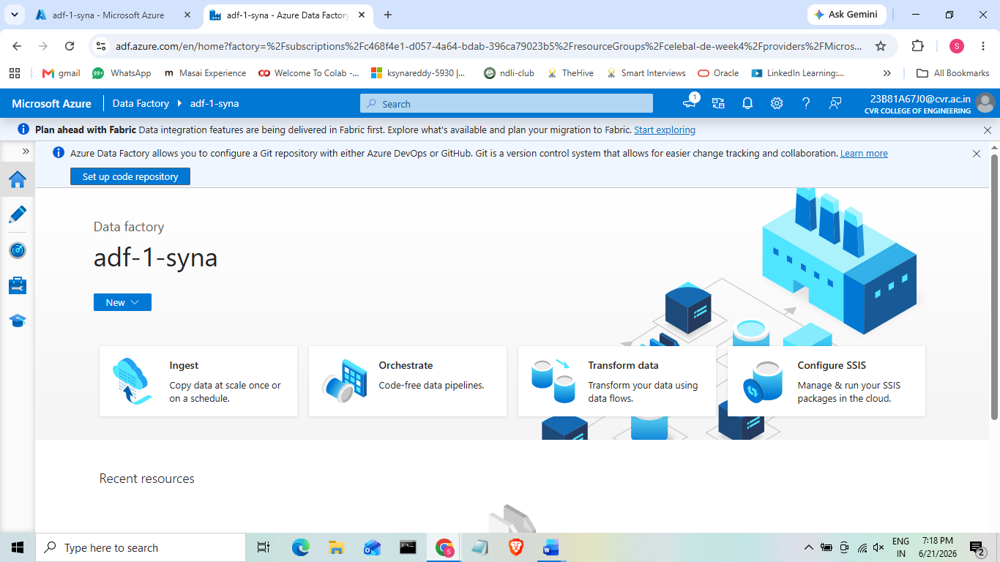 adf-1-syna - Microsoft Azure
adf-1-syna - Azure Data Factory
Ask Gemini
adf.azure.com/en/home?factory=%2Fsubscriptions%2Fc468f4e1-d057-4a64-bdab-396ca79023b5%2FresourceGroups%2Fcelebal-de-week4%2Fproviders%2FMicros...
S
gmail
99+
WhatsApp
m Masai Experience
Welcome To Colab -...
ksynareddy-5930 |...
ndli-club
TheHive
Smart Interviews
Oracle
LinkedIn Learning:...
All Bookmarks
Microsoft Azure
Data Factory
adf-1-syna
Search
1
23B81A67J0@cvr.ac.in
CVR COLLEGE OF ENGINEERING
Plan ahead with Fabric Data integration features are being delivered in Fabric first. Explore what's available and plan your migration to Fabric. Start exploring
Azure Data Factory allows you to configure a Git repository with either Azure DevOps or GitHub. Git is a version control system that allows for easier change tracking and collaboration. Learn more
Set up code repository
Data factory
adf-1-syna
New
Ingest
Copy data at scale once or
on a schedule.
Orchestrate
Code-free data pipelines.
Transform data
Transform your data using
data flows.
Configure SSIS
Manage & run your SSIS
packages in the cloud.
Recent resources
Type here to search
S
W
ENG
IN
7:18 PM
6/21/2026
2